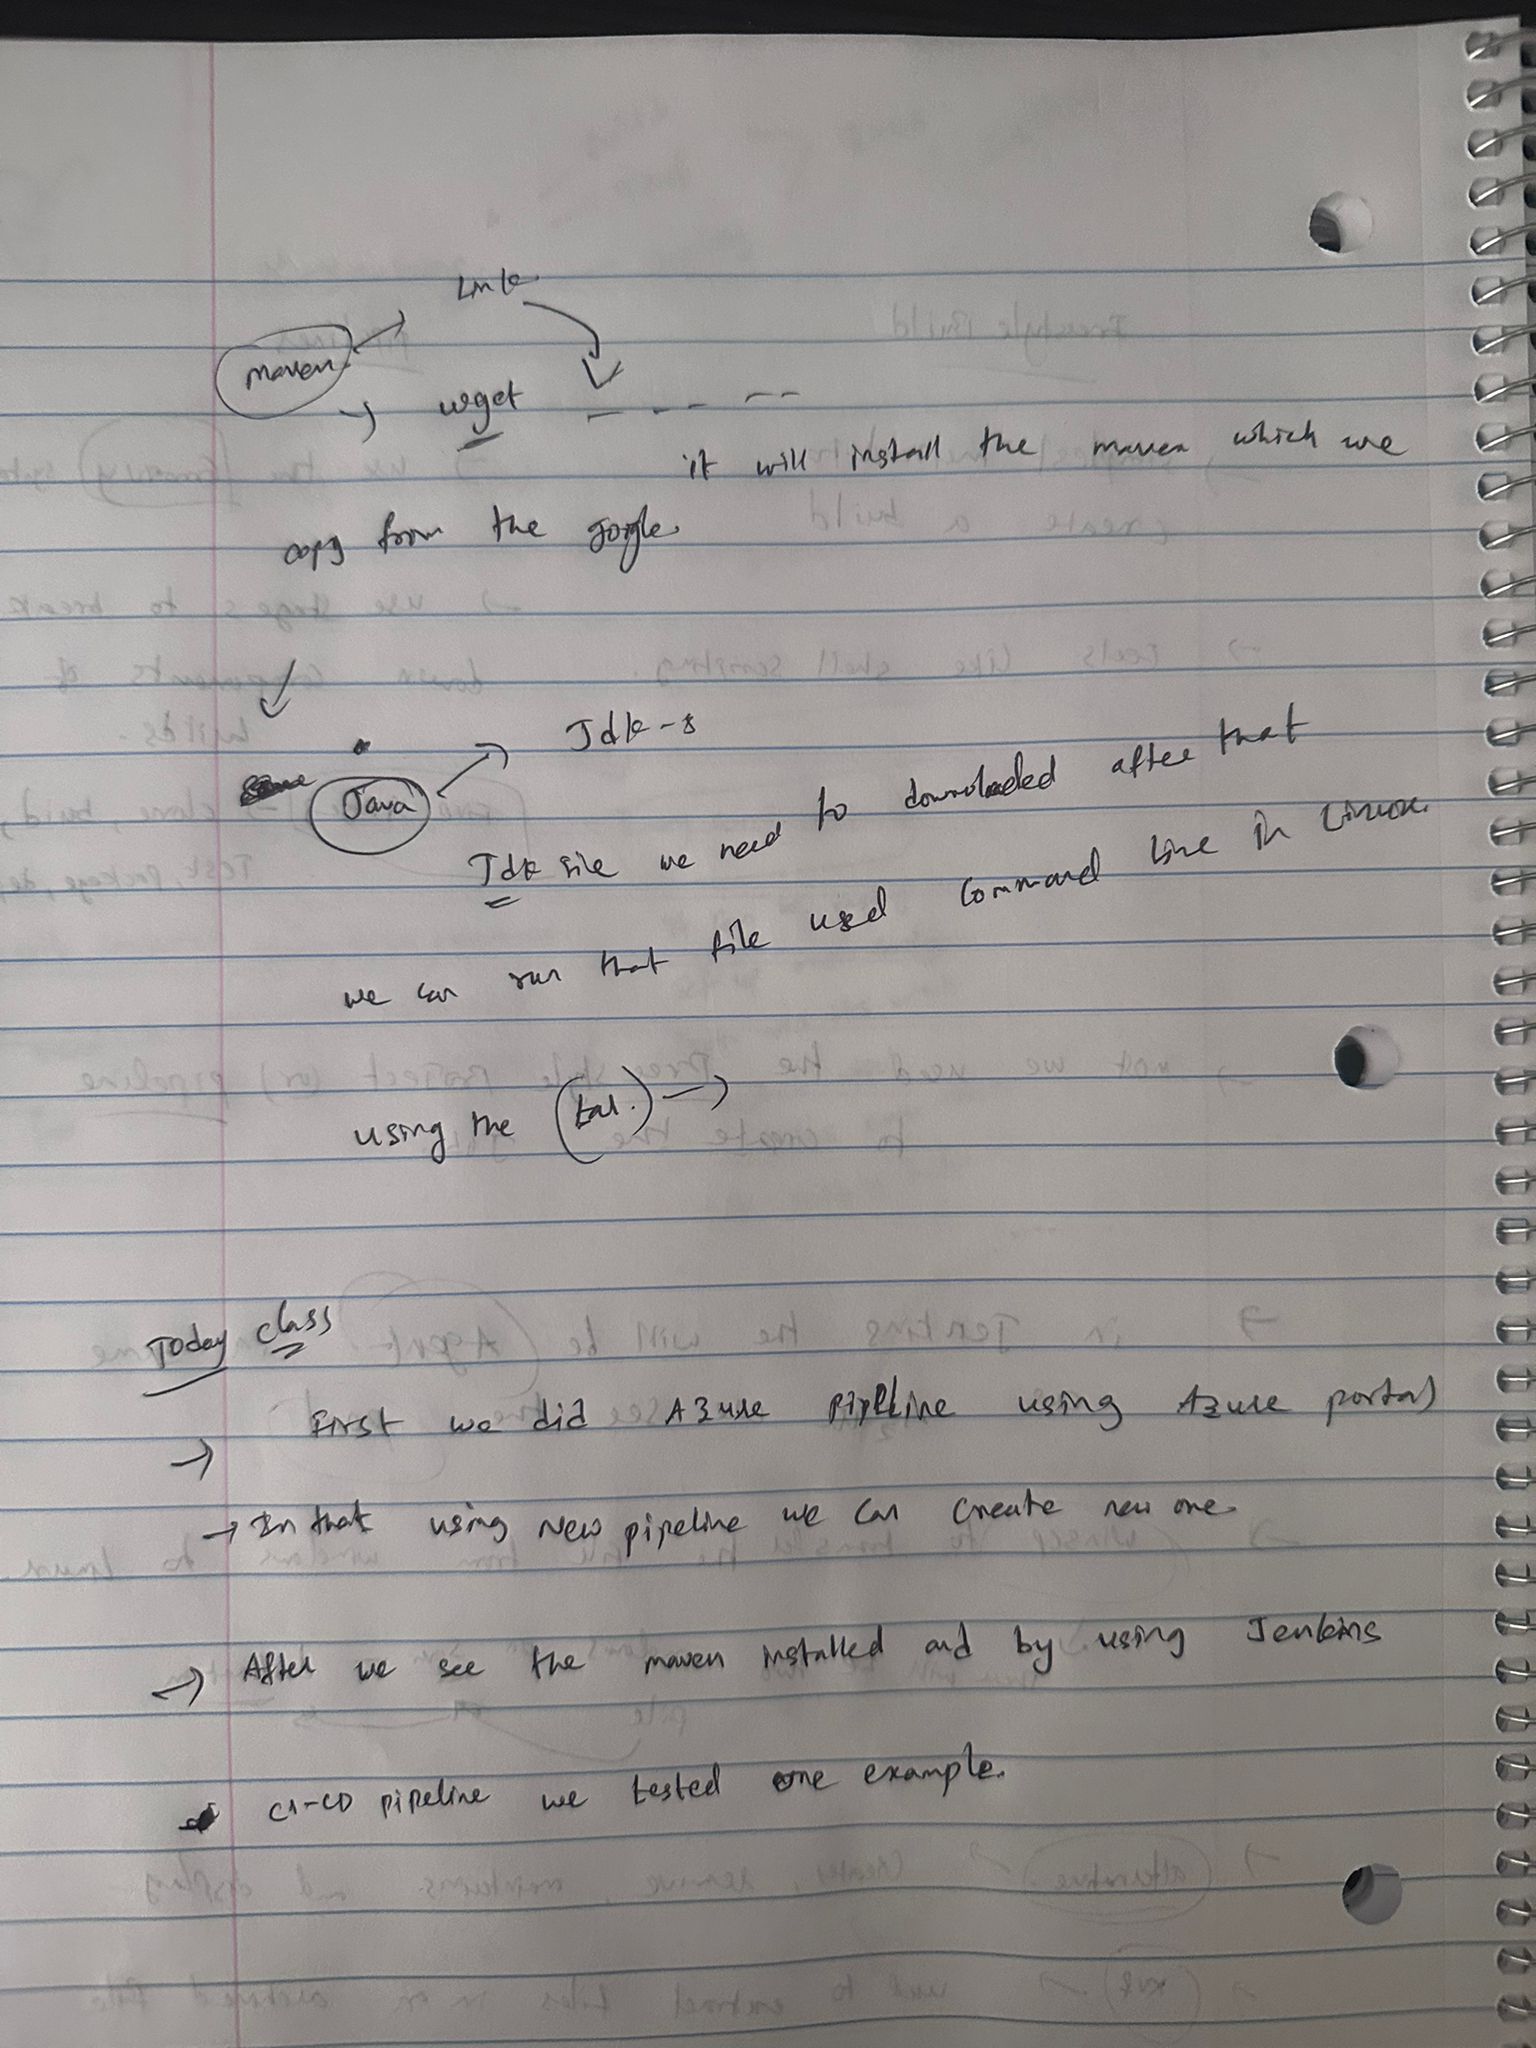 Link
maven
→ wget _ _ _ _ _
it will install the maven which we
copy from the google.
Java → Jdk-8
Jdk file we need to downloaded after that
we can run that file used command line in Linux.
using the (tar.) →
Today class
→ First we did Azure pipeline using Azure portal
→ In that using New pipeline we can create new one.
→ After we see the maven installed and by using Jenkins
CI-CD pipeline we tested one example.